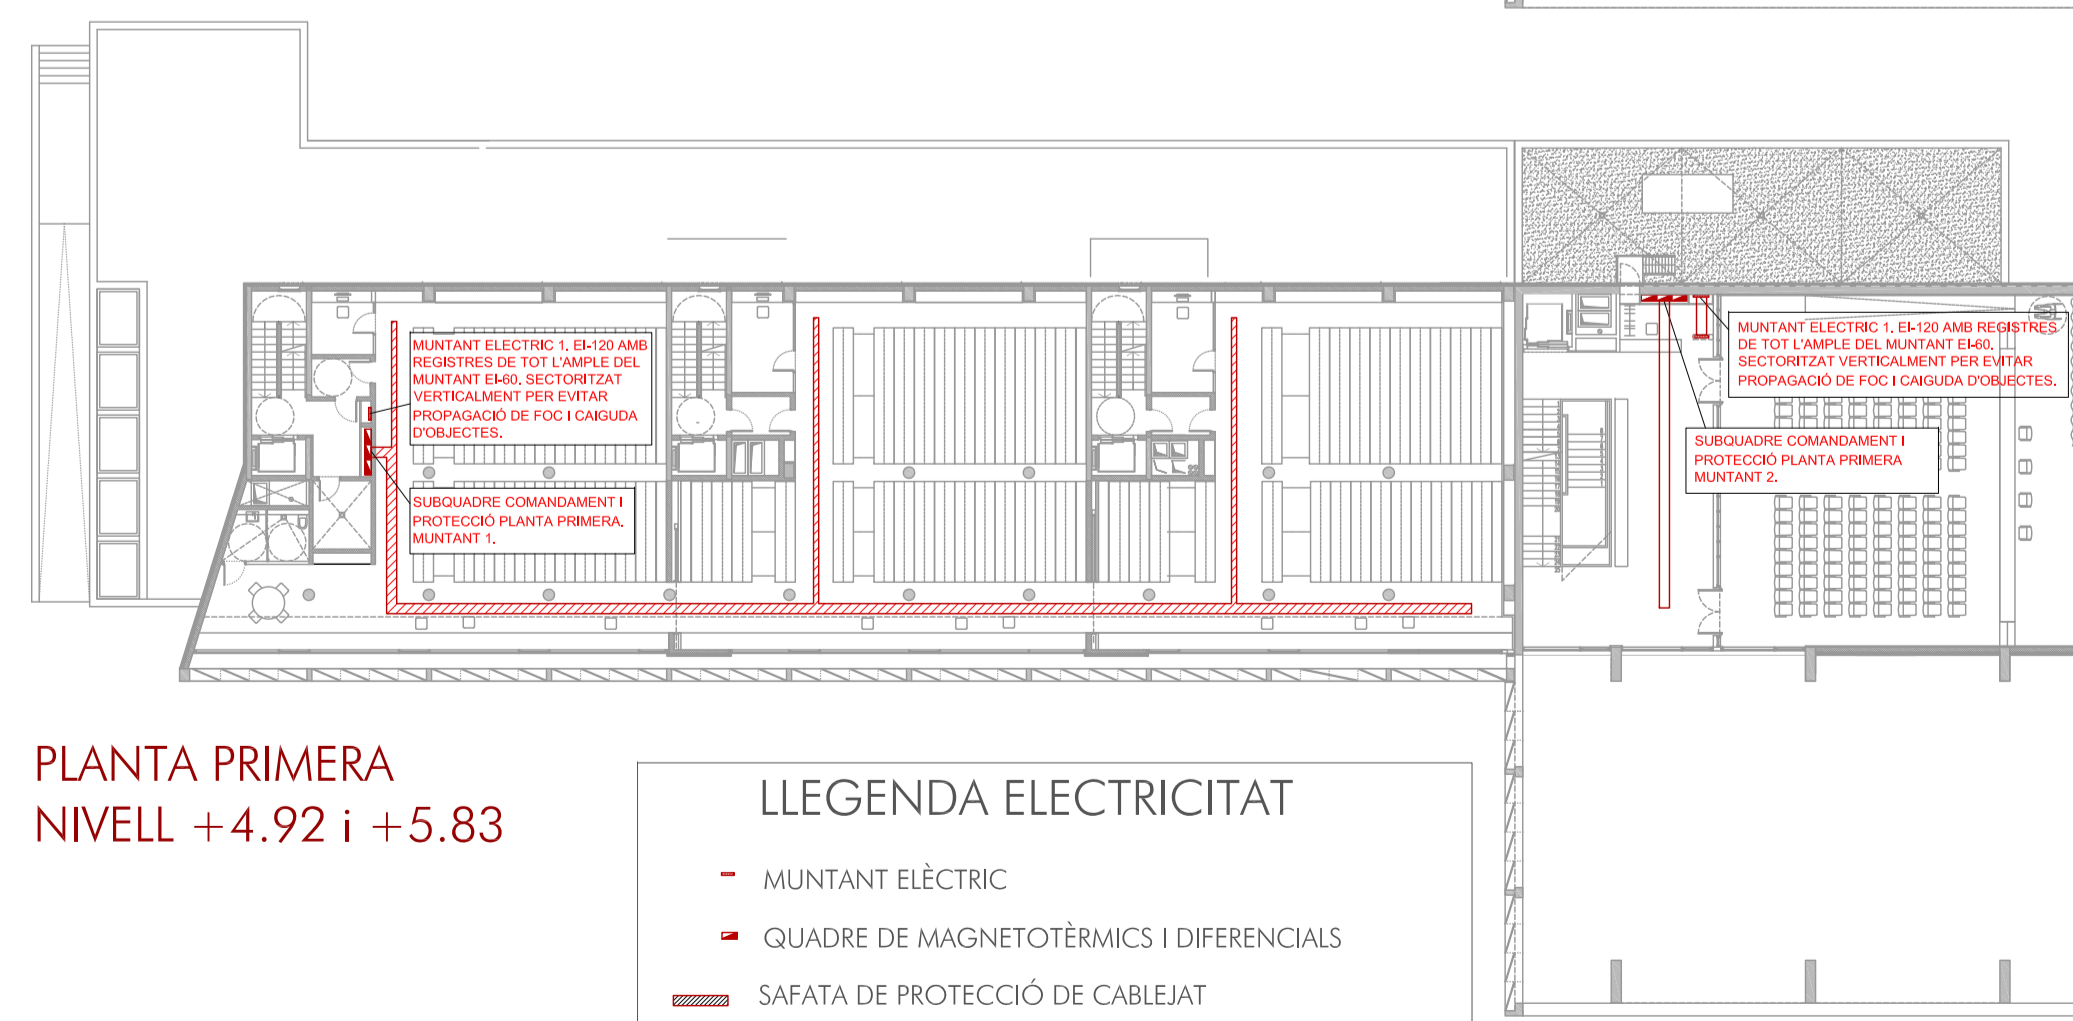 MUNTANT ELECTRIC 1. EI-120 AMB
REGISTRES DE TOT L'AMPLE DEL
MUNTANT EI-60. SECTORITZAT
VERTICALMENT PER EVITAR
PROPAGACIÓ DE FOC I CAIGUDA
D'OBJECTES.
SUBQUADRE COMANDAMENT I
PROTECCIÓ PLANTA PRIMERA.
MUNTANT 1.
MUNTANT ELECTRIC 1. EI-120 AMB REGISTRES
DE TOT L'AMPLE DEL MUNTANT EI-60.
SECTORITZAT VERTICALMENT PER EVITAR
PROPAGACIÓ DE FOC I CAIGUDA D'OBJECTES.
SUBQUADRE COMANDAMENT I
PROTECCIÓ PLANTA PRIMERA
MUNTANT 2.
PLANTA PRIMERA
NIVELL +4.92 i +5.83
LLEGENDA ELECTRICITAT
MUNTANT ELÈCTRIC
QUADRE DE MAGNETOTÈRMICS I DIFERENCIALS
SAFATA DE PROTECCIÓ DE CABLEJAT